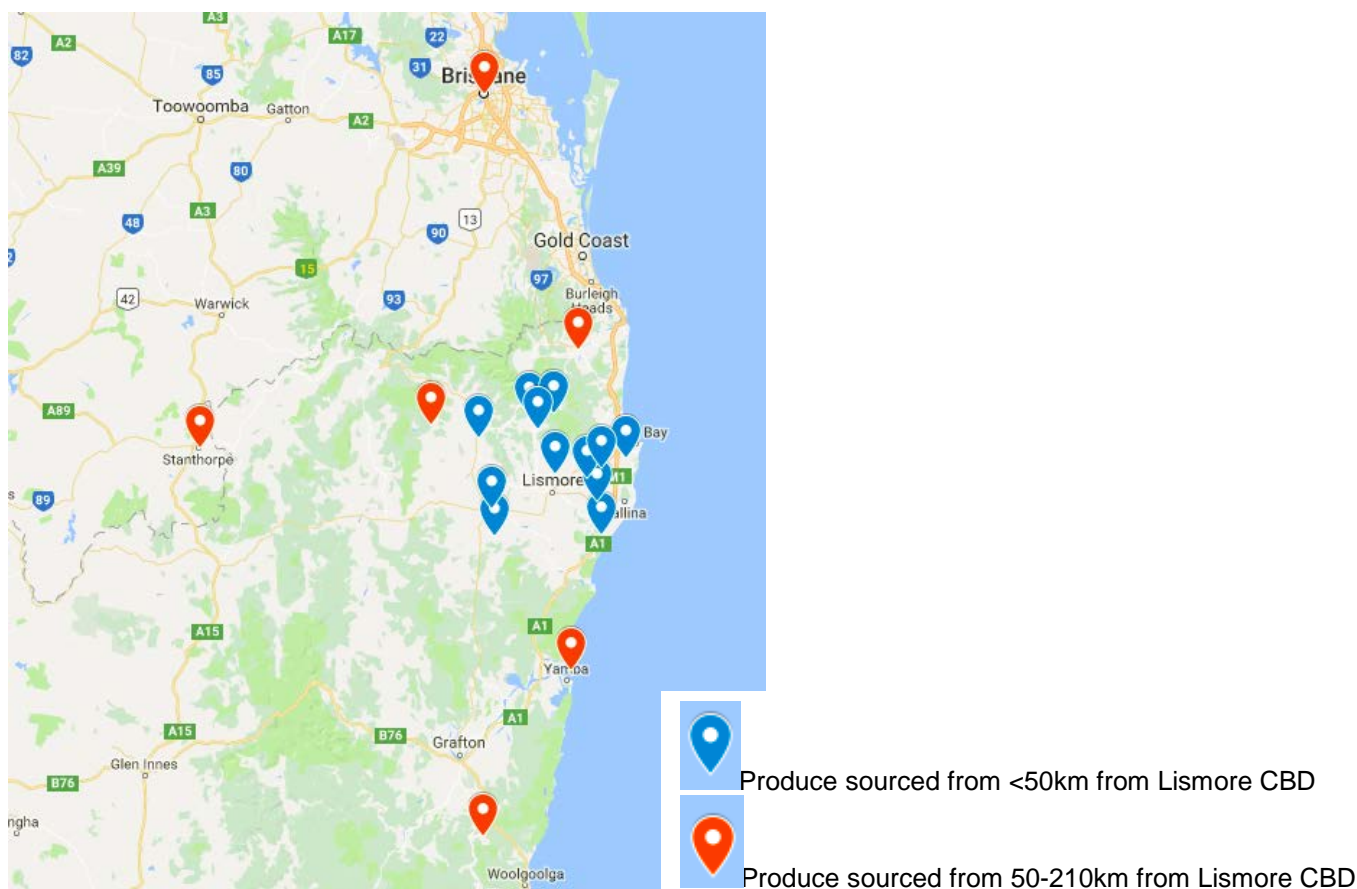 A3
A2
A17
22
82
31
85
Brisbane
Toowoomba
Gatton
A2
A39
80
A3
13
48
90
Gold Coast
15
97
42
93
Burleigh
Heads
Warwick
A89
Bay
Stanthorpe
Lismore
M1
89
Ballina
A1
A1
A15
Yamba
A1
A15
B76
Grafton
Glen Innes
B76
Produce sourced from <50km from Lismore CBD
ngha
Woolgoolga
Produce sourced from 50-210km from Lismore CBD